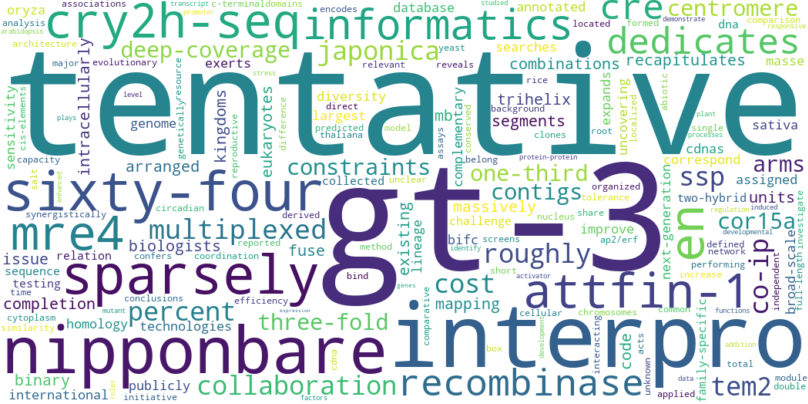 oryza
associations
transcript
c-terminaldomains
database
annotated
cre
centromere
analysis
arabidopsis
promoter
cry2h-seq
informatics
studied
located
dna
comparison
responsive
architecture
deep-coverage
japonica
searches
dedicates
major
evolutionary
exerts
yeast
formed
demonstrate
intracellularly
relevant
reveals
combinations
recapitulates
masse
tentative
sensitivity
cis-elements
level
genome
kingdoms
genetically
resource
reproductive
eukaryotes
stress
difference
diversity
largest
direct
predicted
thaliana
model
mbf
complementary
conserved
assays
trihelix
background
segments
rice
clones
root
expands
uncovering
localized
abiotic
plant
single
processes
sativa
cdnas
plays
capacity
arranged
constraints
unclear
belong
protein-protein
one-third
contigs
organized
tolerance
correspond
arms
ssp
assigned
sixty-four
collected
gt-3
share
nucleus
two-hybrid
units
salt
enhanced
synergistically
circadian
derived
existing
lineage
massively
challenge
next-generation
regulation
induced
cor15a
mre4
multiplexed
reported
method
bifc
screens
roughly
improve
ap2/erf
en
developmental
defined
network
broad-scale
full-length
investigate
issue
relation
biologists
confers
coordination
fuse
bind
identify
performing
co-ip
independent
sequence
testing
time
sparsely
cost
mapping
short
activator
attfin-1
increase
completion
conclusions
efficiency
genes
cytoplasm
mutant
percent
expression
comparative
cellular
chromosomes
common
functions
similarity
homology
technologies
three-fold
cdna
box
development
interacting
code
family-specific
addition
nipponbare
interpro
acts
total
binary
publicly
collaboration
recombinase
unknown
data
tem2
module
international
initiative
roles
encodes
factors
applied
double